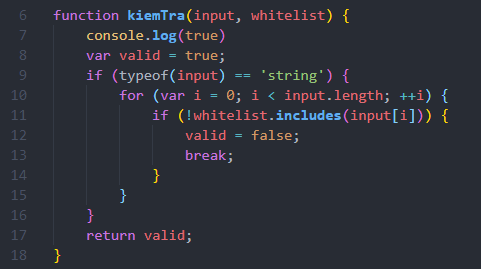 6 function kiemTra(input, whitelist) {
7     console.log(true)
8     var valid = true;
9     if (typeof(input) == 'string') {
10         for (var i = 0; i < input.length; ++i) {
11             if (!whitelist.includes(input[i])) {
12                 valid = false;
13                 break;
14             }
15         }
16     }
17     return valid;
18 }